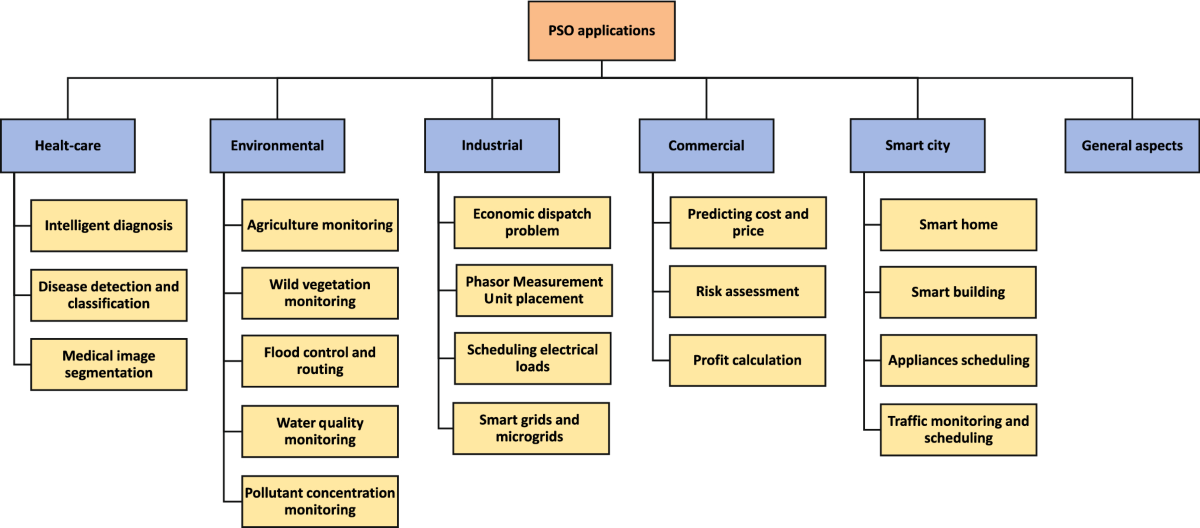 PSO applications
Healt-care
Environmental
Industrial
Commercial
Smart city
General aspects
Intelligent diagnosis
Disease detection and
classification
Medical image
segmentation
Agriculture monitoring
Wild vegetation
monitoring
Flood control and
routing
Water quality
monitoring
Pollutant concentration
monitoring
Economic dispatch
problem
Phasor Measurement
Unit placement
Scheduling electrical
loads
Smart grids and
microgrids
Predicting cost and
price
Risk assessment
Profit calculation
Smart home
Smart building
Appliances scheduling
Traffic monitoring and
scheduling